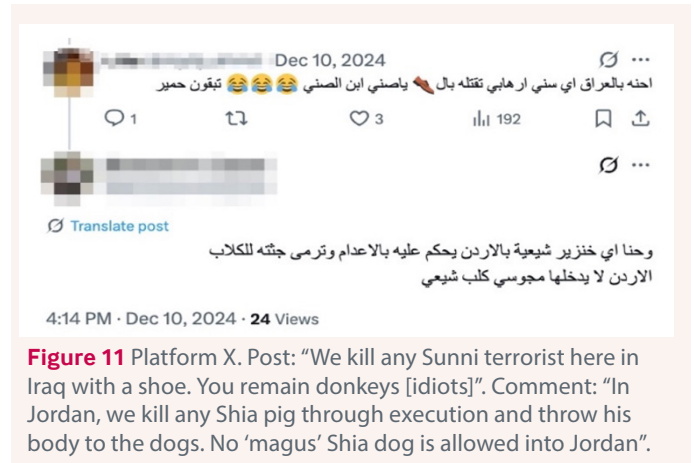 Dec 10, 2024
احنه بالعراق اي سني ارهابي تقتله بال👞 ياصني ابن الصني 😂😂😂 تبقون حمير
1 3 192
Translate post
وحنا اي خنزير شيعية بالاردن يحكم عليه بالاعدام وترمى جثته للكلاب
الاردن لا يدخلها مجوسي كلب شيعي
4:14 PM · Dec 10, 2024 · 24 Views
Figure 11 Platform X. Post: “We kill any Sunni terrorist here in
Iraq with a shoe. You remain donkeys [idiots]”. Comment: “In
Jordan, we kill any Shia pig through execution and throw his
body to the dogs. No ‘magus’ Shia dog is allowed into Jordan”.